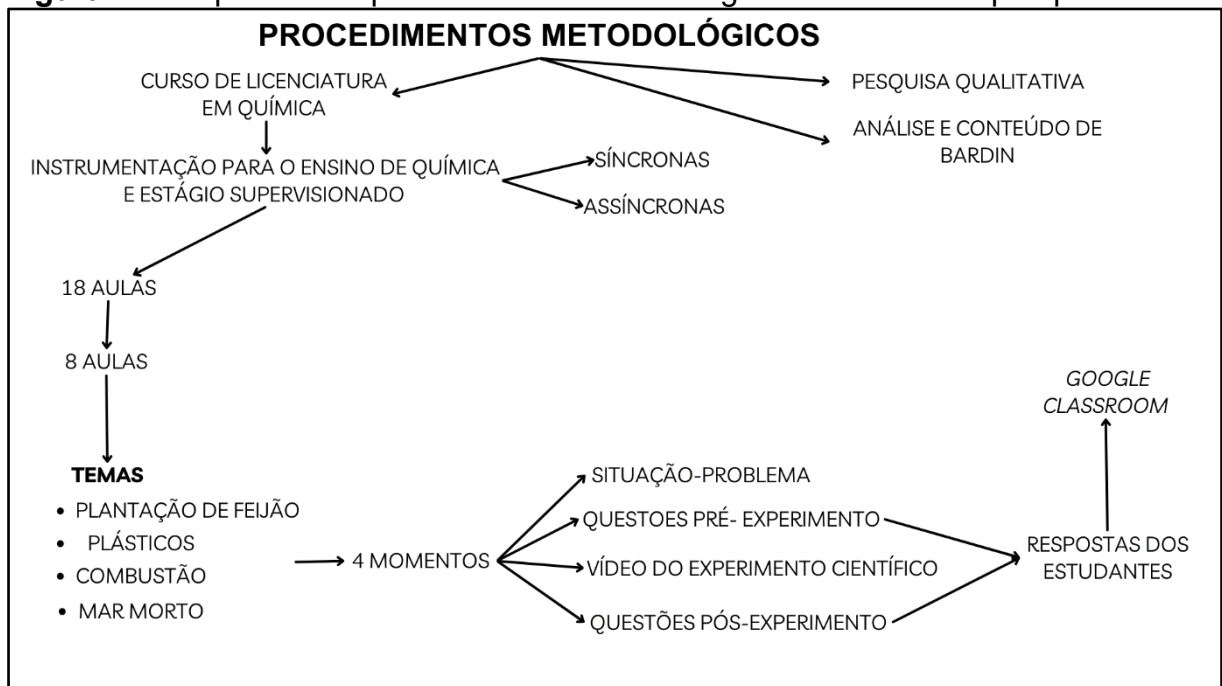 PROCEDIMENTOS METODOLÓGICOS
CURSO DE LICENCIATURA
EM QUÍMICA
PESQUISA QUALITATIVA
ANÁLISE E CONTEÚDO DE
BARDIN
INSTRUMENTAÇÃO PARA O ENSINO DE QUÍMICA
E ESTÁGIO SUPERVISIONADO
SÍNCRONAS
ASSÍNCRONAS
18 AULAS
8 AULAS
TEMAS
• PLANTAÇÃO DE FEIJÃO
• PLÁSTICOS
• COMBUSTÃO
• MAR MORTO
4 MOMENTOS
SITUAÇÃO-PROBLEMA
QUESTOES PRÉ- EXPERIMENTO
VÍDEO DO EXPERIMENTO CIENTÍFICO
QUESTÕES PÓS-EXPERIMENTO
RESPOSTAS DOS
ESTUDANTES
GOOGLE
CLASSROOM